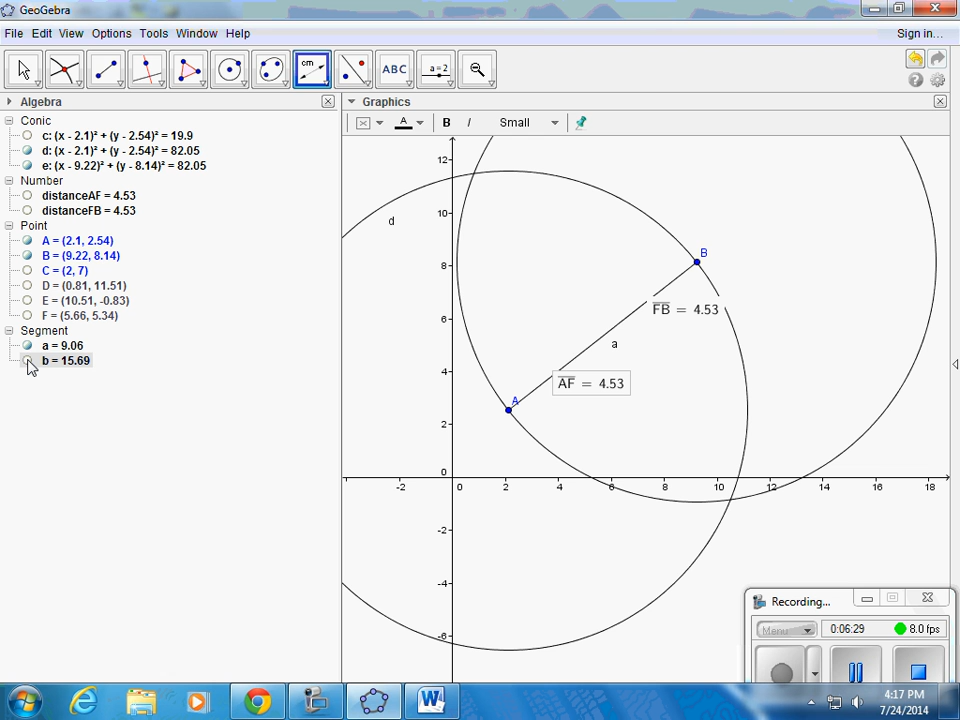 GeoGebra
File Edit View Options Tools Window Help Sign in...
cm ABC a = 2
Algebra
Graphics
A B I Small
Conic
c: (x - 2.1)² + (y - 2.54)² = 19.9
d: (x - 2.1)² + (y - 2.54)² = 82.05
e: (x - 9.22)² + (y - 8.14)² = 82.05
Number
distanceAF = 4.53
distanceFB = 4.53
Point
A = (2.1, 2.54)
B = (9.22, 8.14)
C = (2, 7)
D = (0.81, 11.51)
E = (10.51, -0.83)
F = (5.66, 5.34)
Segment
a = 9.06
b = 15.69
12
d
10
B
8
FB = 4.53
6
a
4
AF = 4.53
A
2
0
-2 0 2 4 6 8 10 12 14 16 18
-2
-4
-6
Recording...
Menu 0:06:29 8.0 fps
4:17 PM
7/24/2014